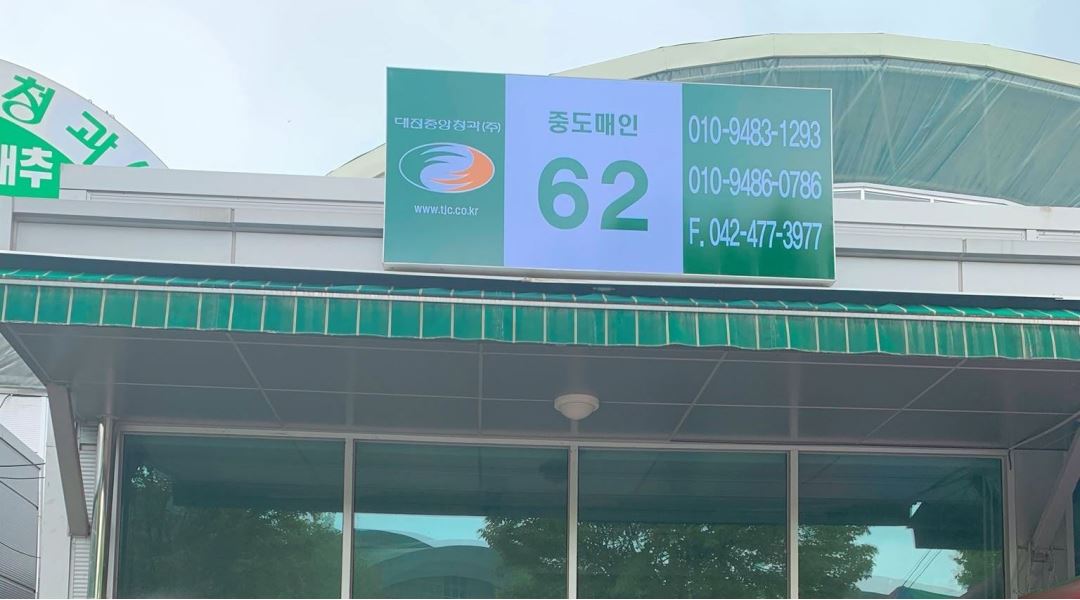 청과
배추
대전중앙청과(주)
www.tjc.co.kr
중도매인
62
010-9483-1293
010-9486-0786
F. 042-477-3977